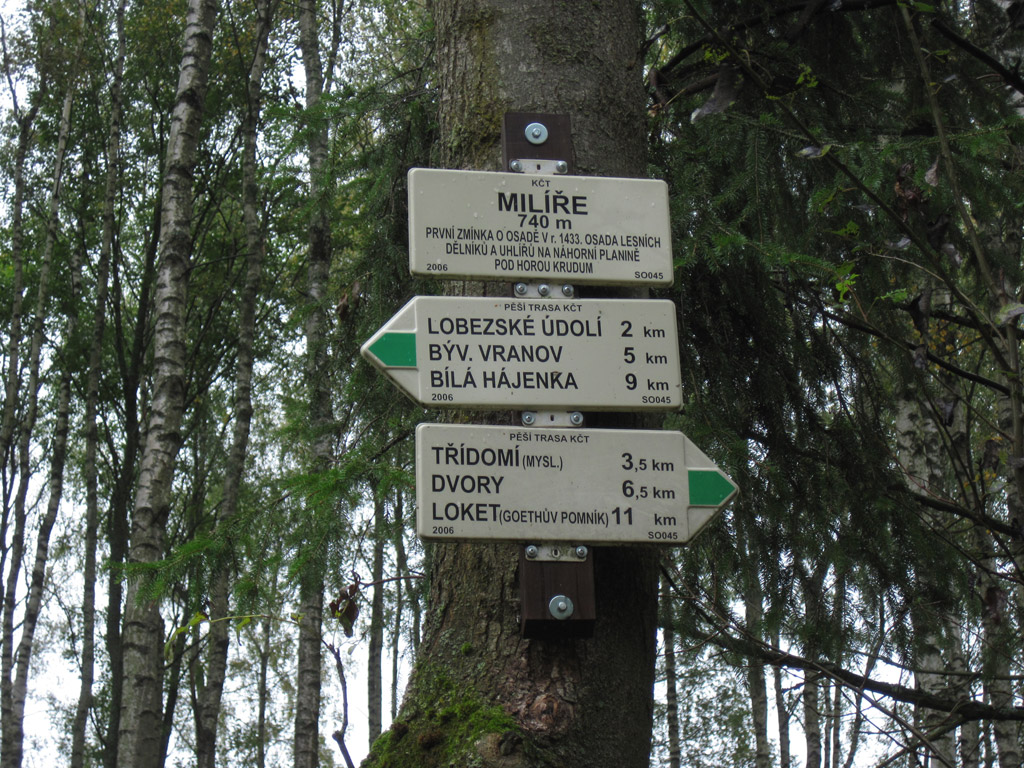 KČT
MILÍŘE
740 m
PRVNÍ ZMÍNKA O OSADĚ V r. 1433. OSADA LESNÍCH
DĚLNÍKŮ A UHLÍŘŮ NA NÁHORNÍ PLANINĚ
POD HOROU KRUDUM
2006 SO045
PĚŠÍ TRASA KČT
LOBEZSKÉ ÚDOLÍ 2 km
BÝV. VRANOV 5 km
BÍLÁ HÁJENKA 9 km
2006 SO045
PĚŠÍ TRASA KČT
TŘÍDOMÍ (MYSL.) 3,5 km
DVORY 6,5 km
LOKET (GOETHŮV POMNÍK) 11 km
2006 SO045